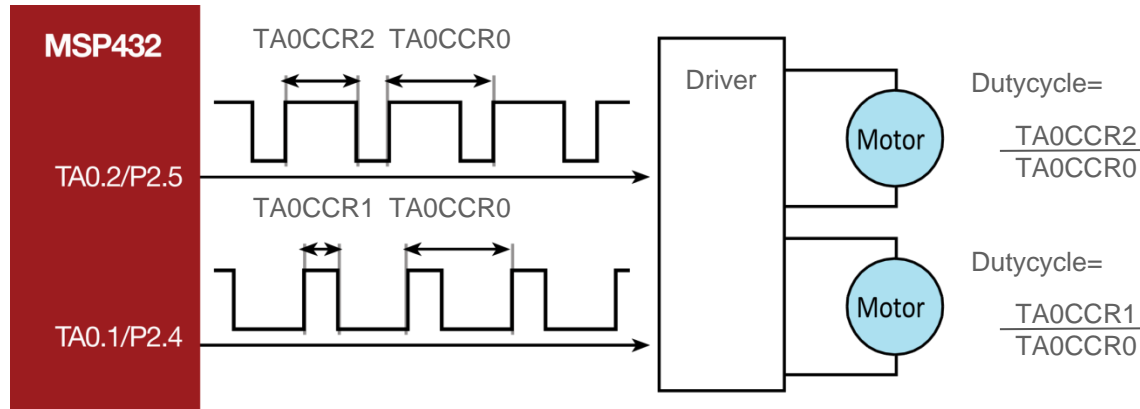 MSP432
TA0CCR2 TA0CCR0
Driver
Motor
Dutycycle=
TA0CCR2
TA0CCR0
TA0.2/P2.5
TA0CCR1 TA0CCR0
TA0.1/P2.4
Motor
Dutycycle=
TA0CCR1
TA0CCR0